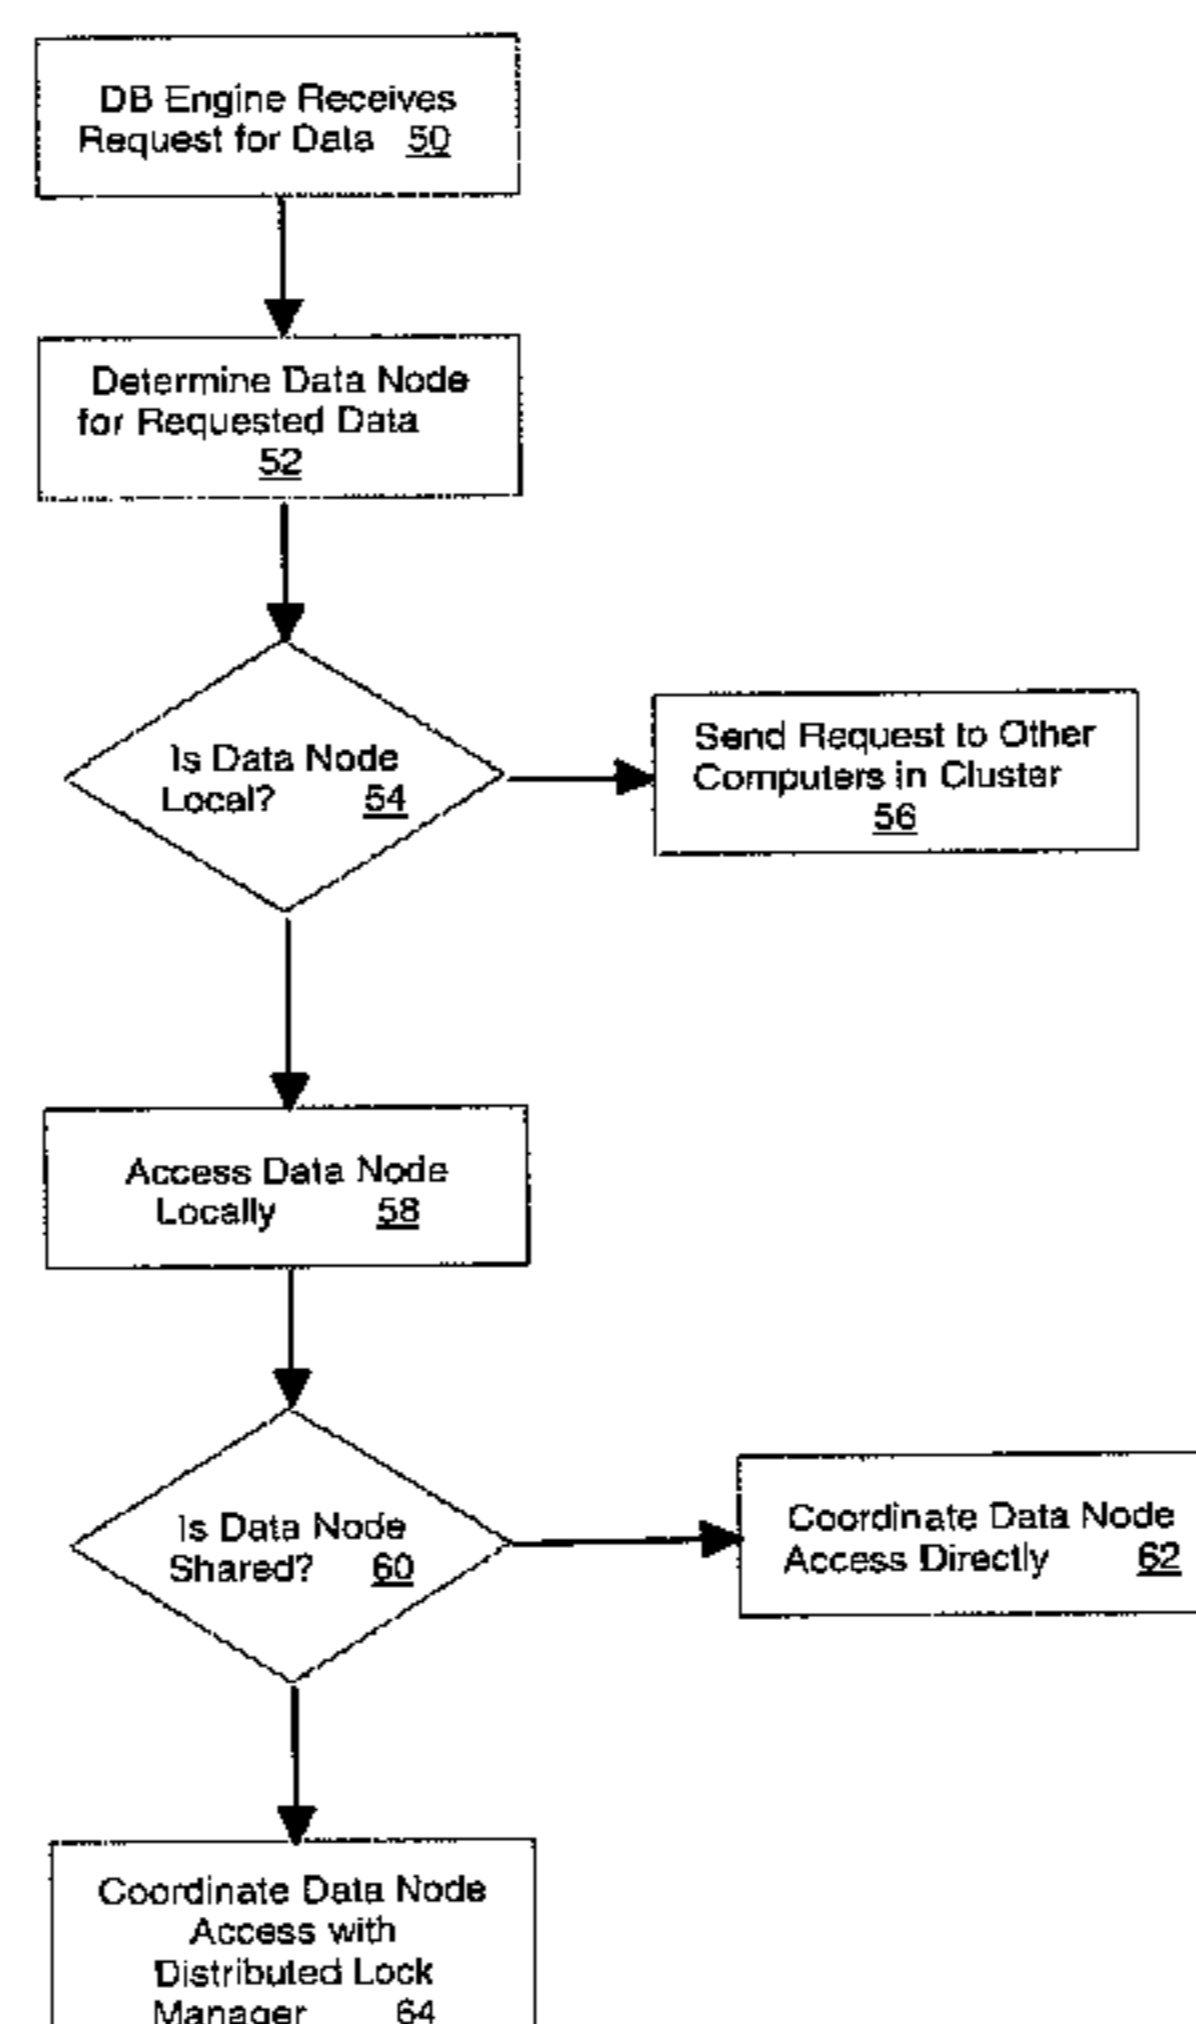 DB Engine Receives
Request for Data 50
Determine Data Node
for Requested Data
52
Is Data Node
Local? 54
Send Request to Other
Computers in Cluster
56
Access Data Node
Locally 58
Is Data Node
Shared? 60
Coordinate Data Node
Access Directly 62
Coordinate Data Node
Access with
Distributed Lock
Manager 64